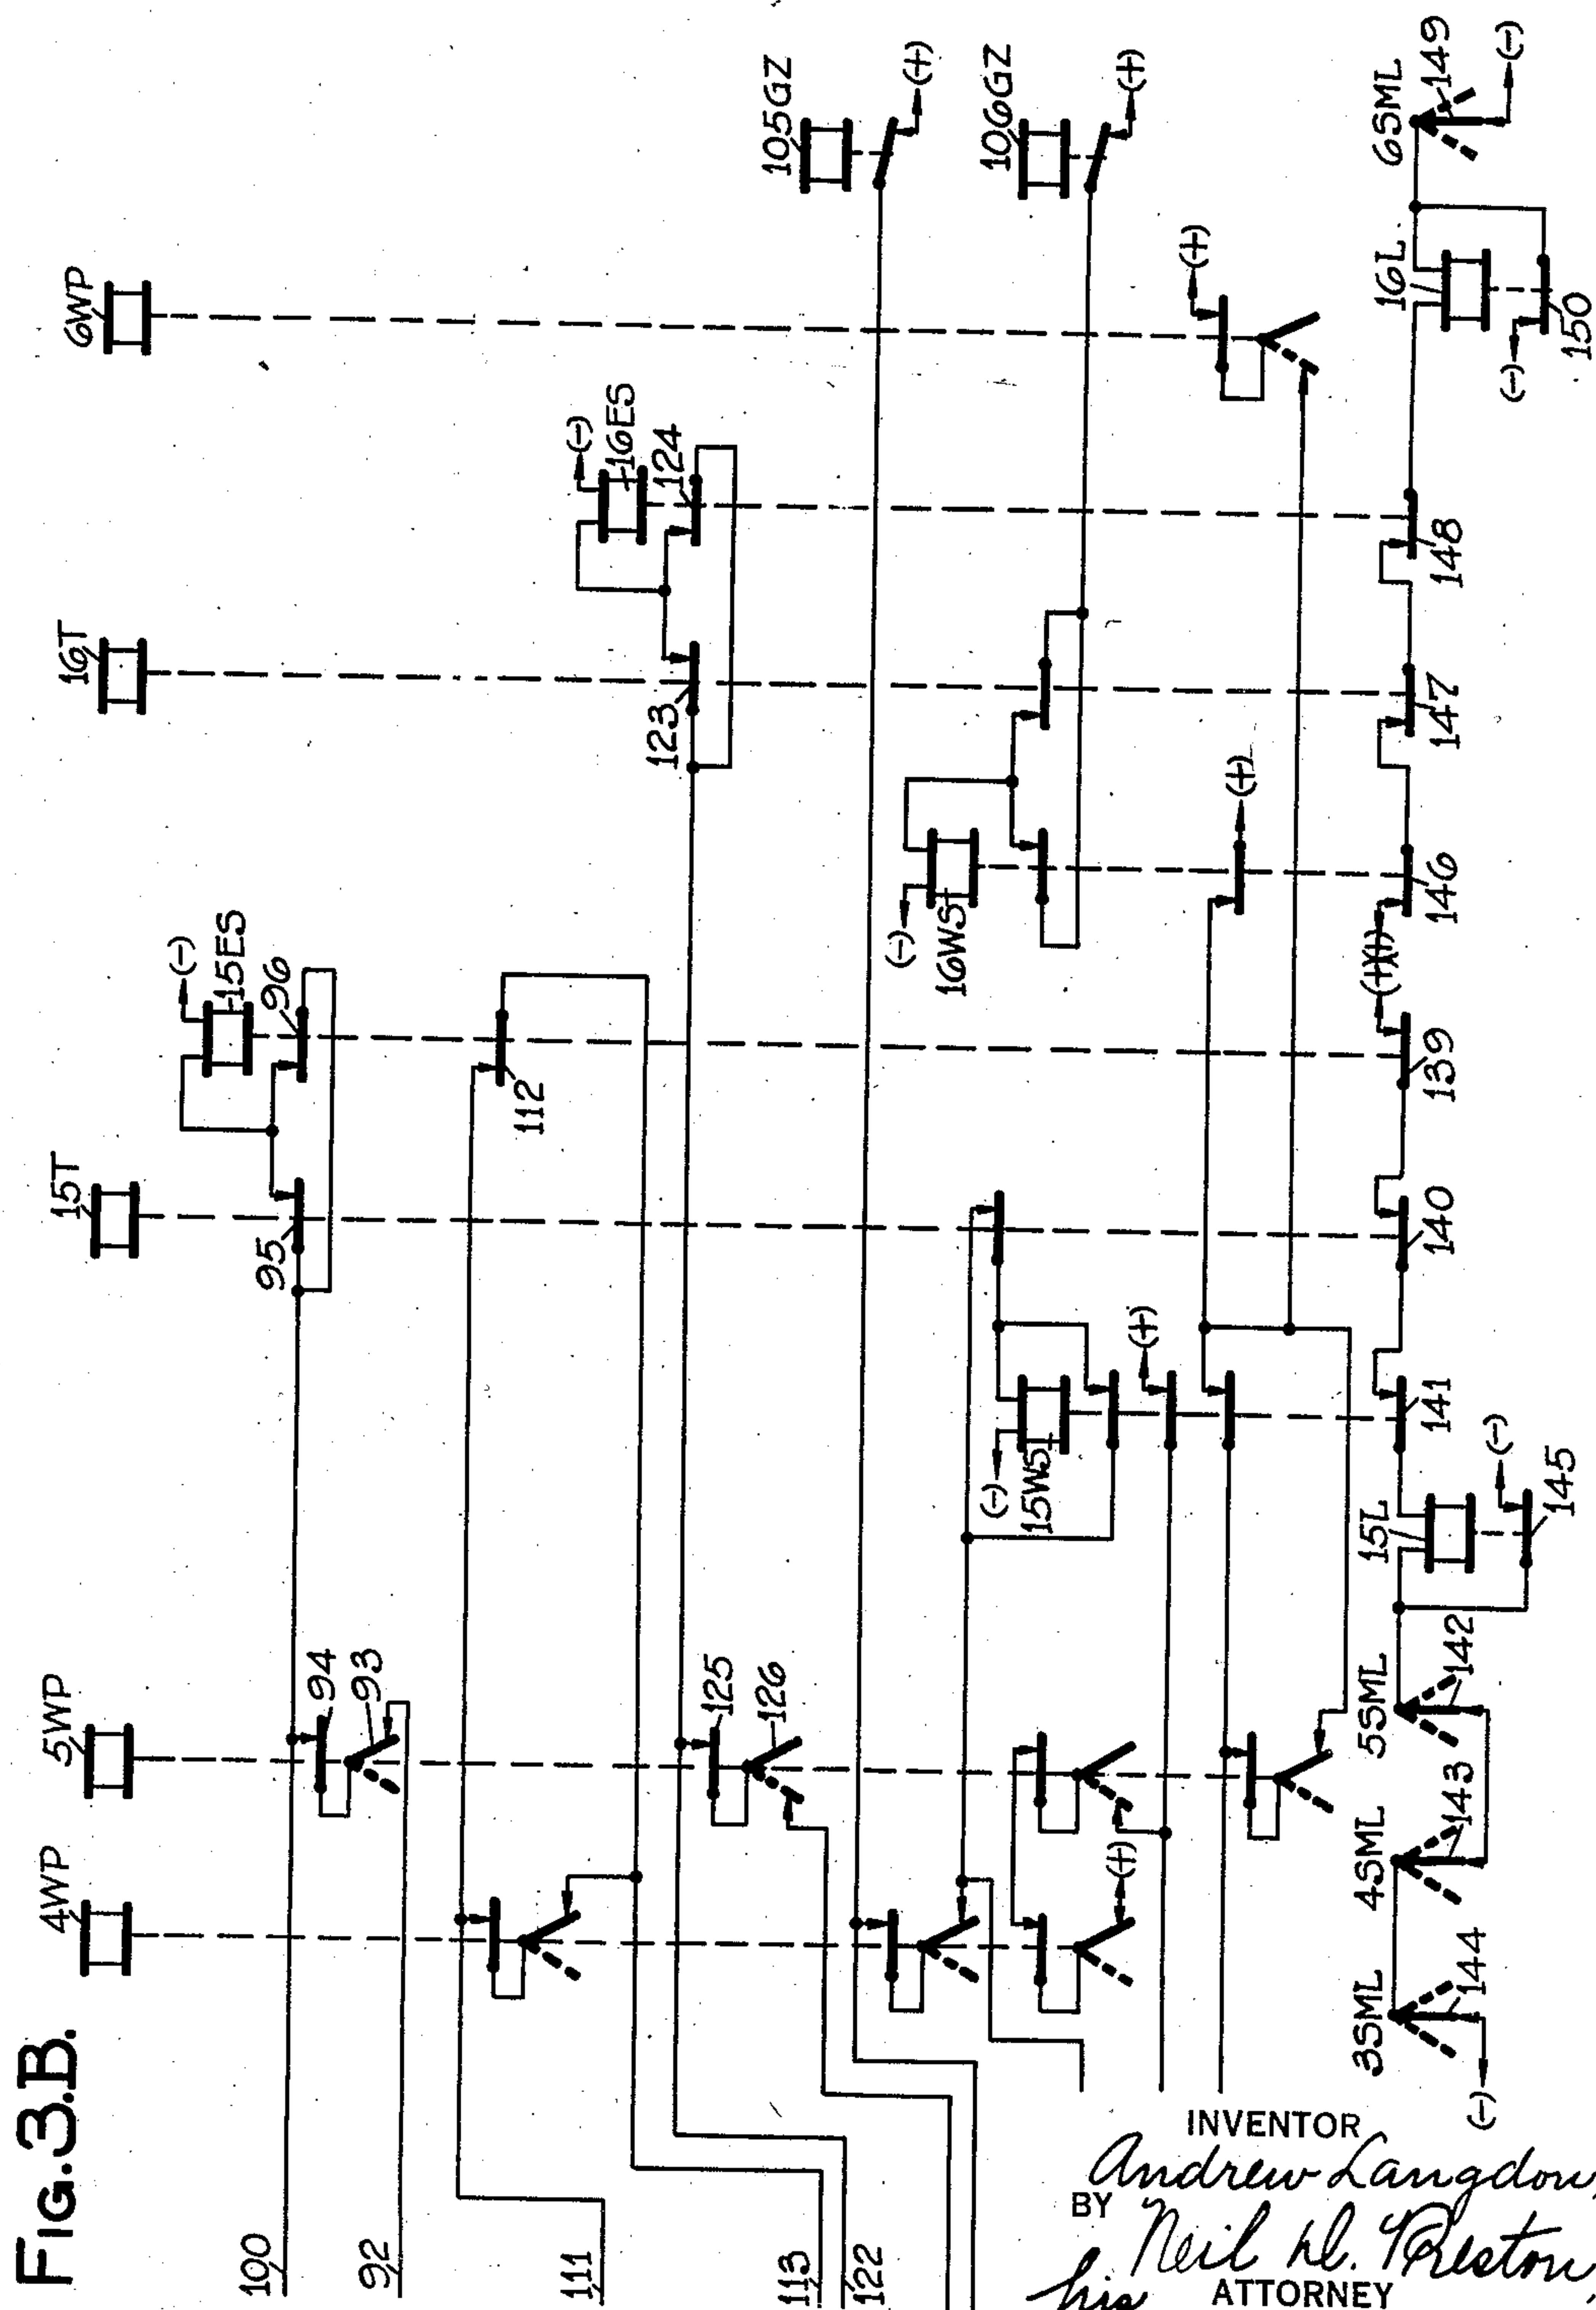 FIG.3.B.
4WP
5WP
15T
16T
6WP
100
92
111
113
122
94
93
95
15ES
(-)
96
112
125
126
123
16ES
(-)
124
105GZ
(+)
106GZ
(+)
(-)
16WS
(+)
(+)
(-)
15WS
(+)
(+)
3SML
144
(-)
4SML
143
5SML
142
15L
(-)
145
141
140
139
(+)(+)
146
147
148
16L
(-)
150
6SML
149
(-)
INVENTOR
Andrew Langdon,
BY
Neil D. Preston,
his ATTORNEY